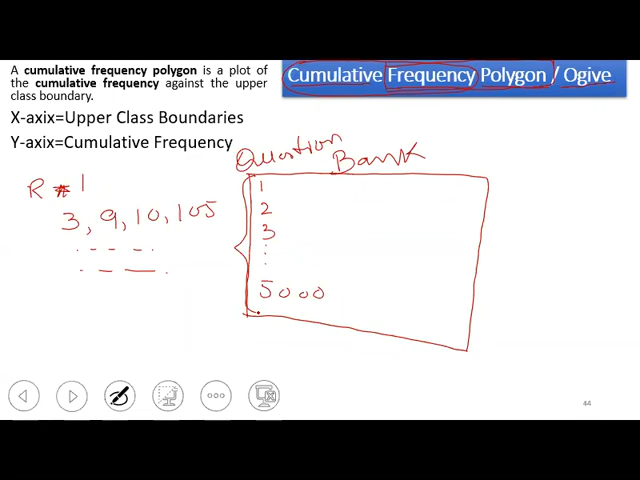 A cumulative frequency polygon is a plot of
the cumulative frequency against the upper
class boundary.
Cumulative Frequency Polygon / Ogive
X-axix=Upper Class Boundaries
Y-axix=Cumulative Frequency
Question
Bank
R # 1
3, 9, 10, 105
1
2
3
5000
44